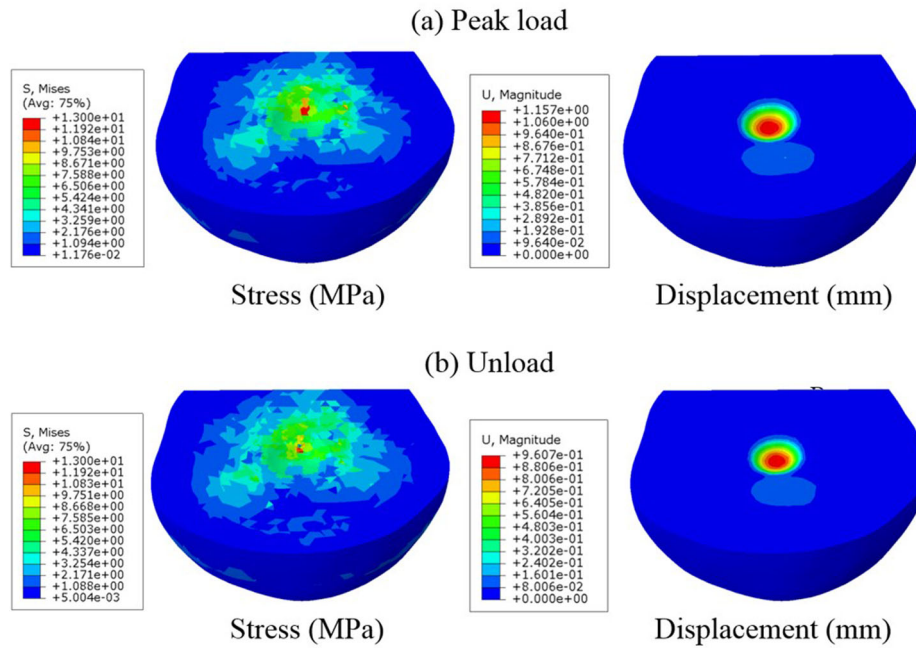 (a) Peak load
S, Mises
(Avg: 75%)
+1.300e+01
+1.192e+01
+1.084e+01
+9.753e+00
+8.671e+00
+7.588e+00
+6.506e+00
+5.424e+00
+4.341e+00
+3.259e+00
+2.176e+00
+1.094e+00
+1.176e-02
U, Magnitude
+1.157e+00
+1.060e+00
+9.640e-01
+8.676e-01
+7.712e-01
+6.748e-01
+5.784e-01
+4.820e-01
+3.856e-01
+2.892e-01
+1.928e-01
+9.640e-02
+0.000e+00
Stress (MPa)
Displacement (mm)
(b) Unload
S, Mises
(Avg: 75%)
+1.300e+01
+1.192e+01
+1.083e+01
+9.751e+00
+8.668e+00
+7.585e+00
+6.503e+00
+5.420e+00
+4.337e+00
+3.254e+00
+2.171e+00
+1.088e+00
+5.004e-03
U, Magnitude
+9.607e-01
+8.806e-01
+8.006e-01
+7.205e-01
+6.405e-01
+5.604e-01
+4.803e-01
+4.003e-01
+3.202e-01
+2.402e-01
+1.601e-01
+8.006e-02
+0.000e+00
Stress (MPa)
Displacement (mm)